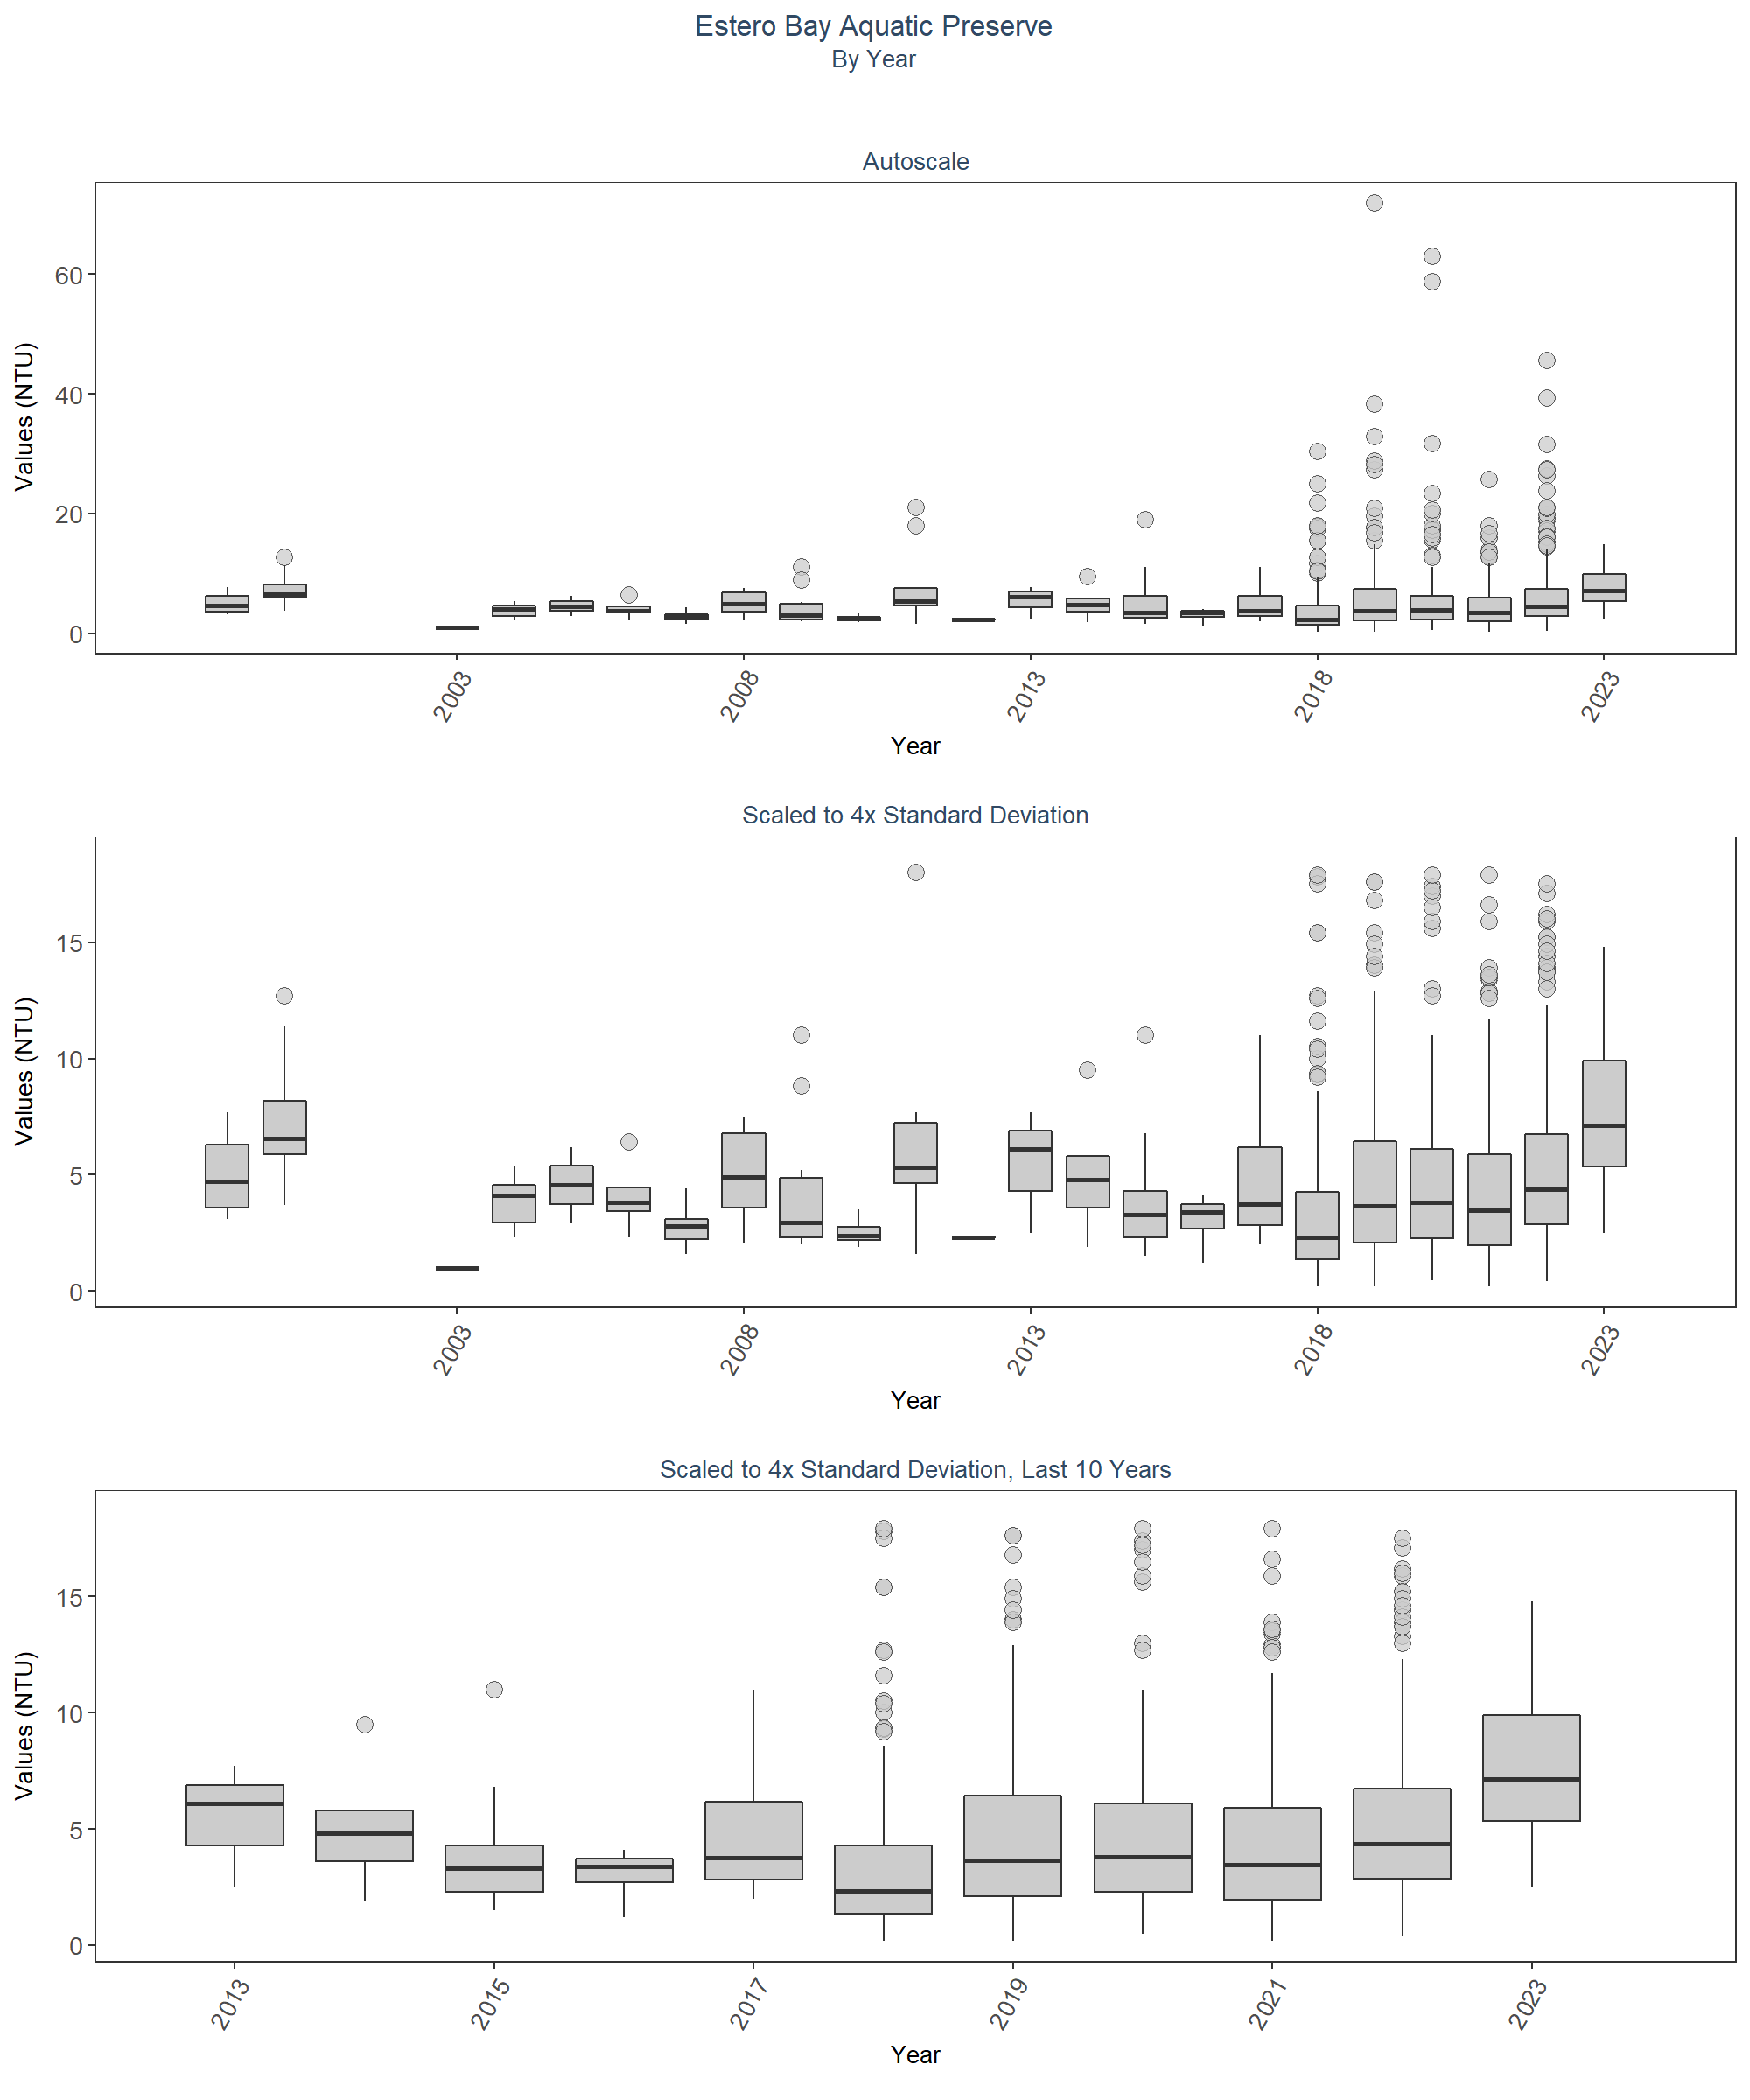 Estero Bay Aquatic Preserve
By Year
Autoscale
Values (NTU)
60
40
20
0
2003 2008 2013 2018 2023
Year
Scaled to 4x Standard Deviation
Values (NTU)
15
10
5
0
2003 2008 2013 2018 2023
Year
Scaled to 4x Standard Deviation, Last 10 Years
Values (NTU)
15
10
5
0
2013 2015 2017 2019 2021 2023
Year